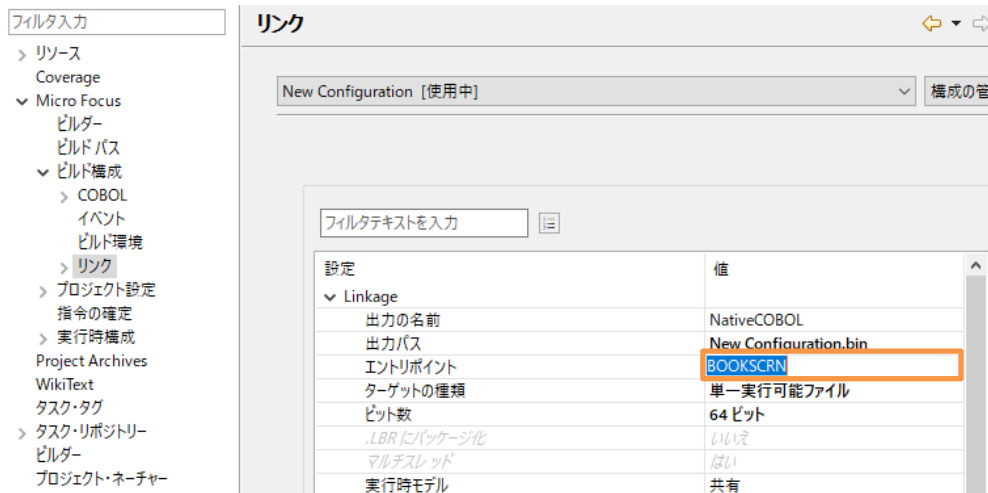 フィルタ入力
リソース
Coverage
Micro Focus
ビルダー
ビルド パス
ビルド構成
COBOL
イベント
ビルド環境
リンク
プロジェクト設定
指令の確定
実行時構成
Project Archives
WikiText
タスク・タグ
タスク・リポジトリー
ビルダー
プロジェクト・ネーチャー
リンク
New Configuration [使用中]
構成の管
フィルタテキストを入力
設定 値
Linkage
出力の名前 NativeCOBOL
出力パス New Configuration.bin
エントリポイント BOOKSCRN
ターゲットの種類 単一実行可能ファイル
ビット数 64 ビット
.LBR にパッケージ化 いいえ
マルチスレッド はい
実行時モデル 共有